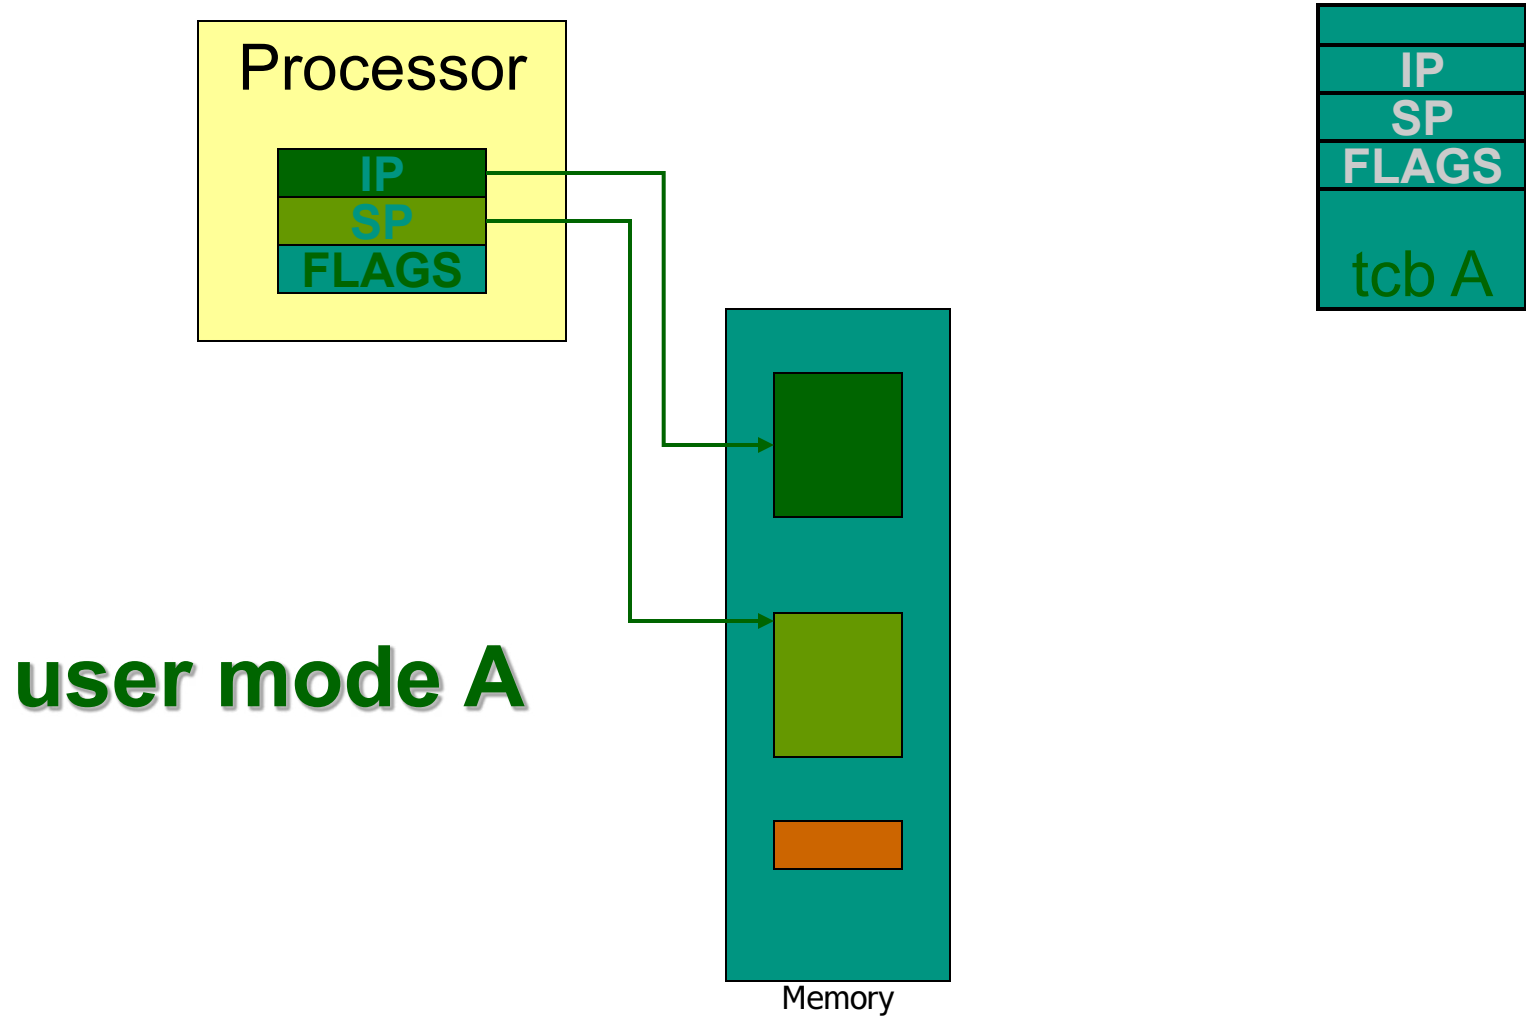 Processor
IP
SP
FLAGS
IP
SP
FLAGS
tcb A
user mode A
Memory